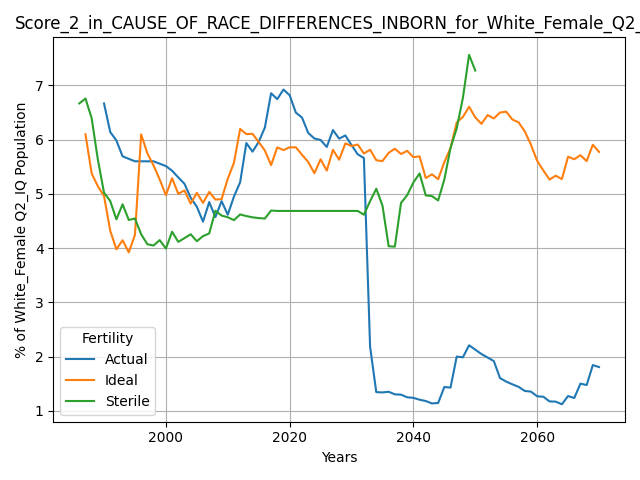 Score_2_in_CAUSE_OF_RACE_DIFFERENCES_INBORN_for_White_Female_Q2_
% of White_Female Q2_IQ Population
7
6
5
4
3
2
1
Fertility
Actual
Ideal
Sterile
2000 2020 2040 2060
Years